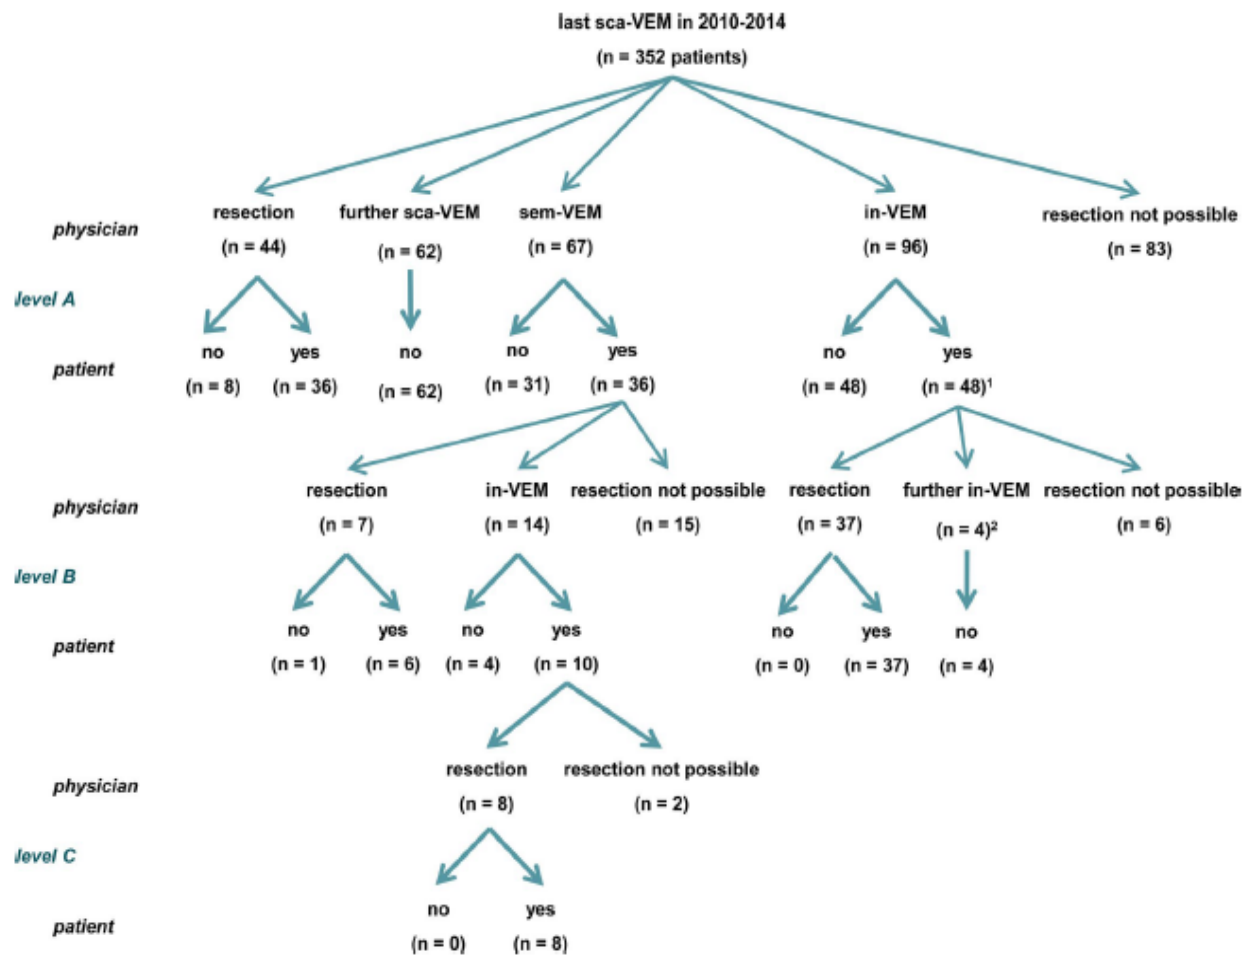 last sca-VEM in 2010-2014
(n = 352 patients)
physician
resection
(n = 44)
further sca-VEM
(n = 62)
sem-VEM
(n = 67)
in-VEM
(n = 96)
resection not possible
(n = 83)
level A
patient
no
(n = 8)
yes
(n = 36)
no
(n = 62)
no
(n = 31)
yes
(n = 36)
no
(n = 48)
yes
(n = 48)¹
physician
resection
(n = 7)
in-VEM
(n = 14)
resection not possible
(n = 15)
resection
(n = 37)
further in-VEM
(n = 4)²
resection not possible
(n = 6)
level B
patient
no
(n = 1)
yes
(n = 6)
no
(n = 4)
yes
(n = 10)
no
(n = 0)
yes
(n = 37)
no
(n = 4)
physician
resection
(n = 8)
resection not possible
(n = 2)
level C
patient
no
(n = 0)
yes
(n = 8)